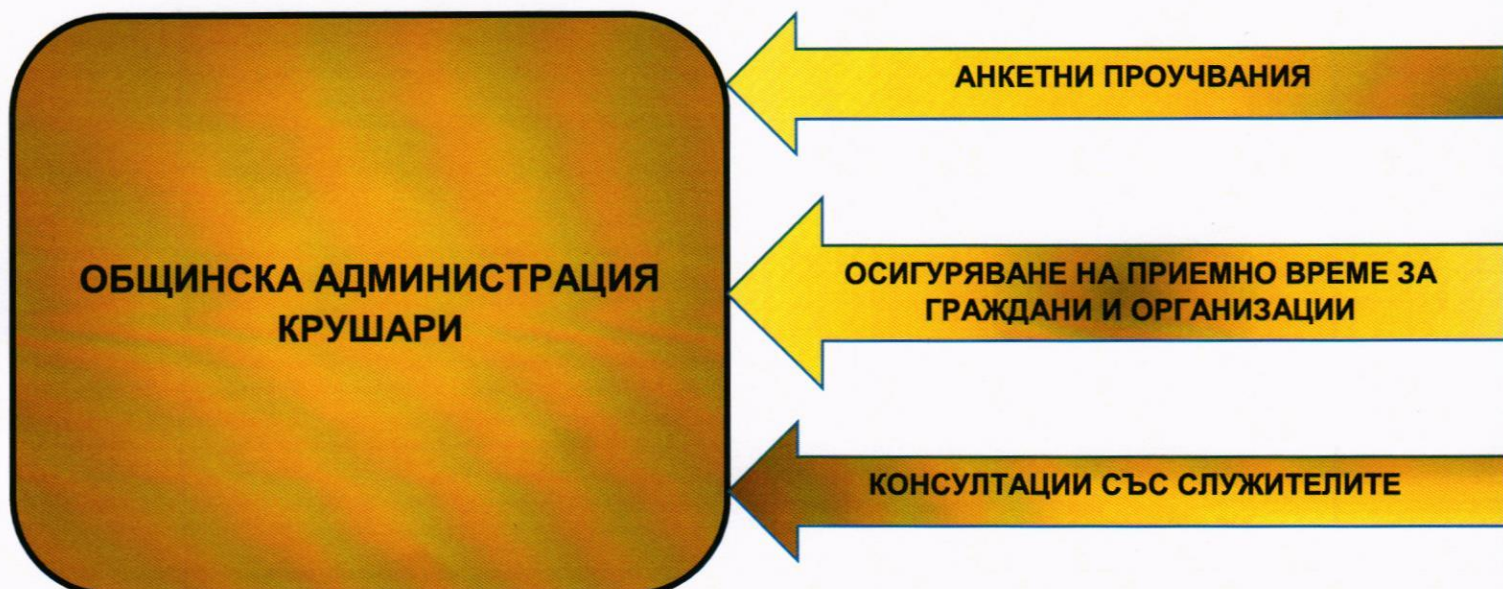 ОБЩИНСКА АДМИНИСТРАЦИЯ
КРУШАРИ
АНКЕТНИ ПРОУЧВАНИЯ
ОСИГУРЯВАНЕ НА ПРИЕМНО ВРЕМЕ ЗА
ГРАЖДАНИ И ОРГАНИЗАЦИИ
КОНСУЛТАЦИИ СЪС СЛУЖИТЕЛИТЕ